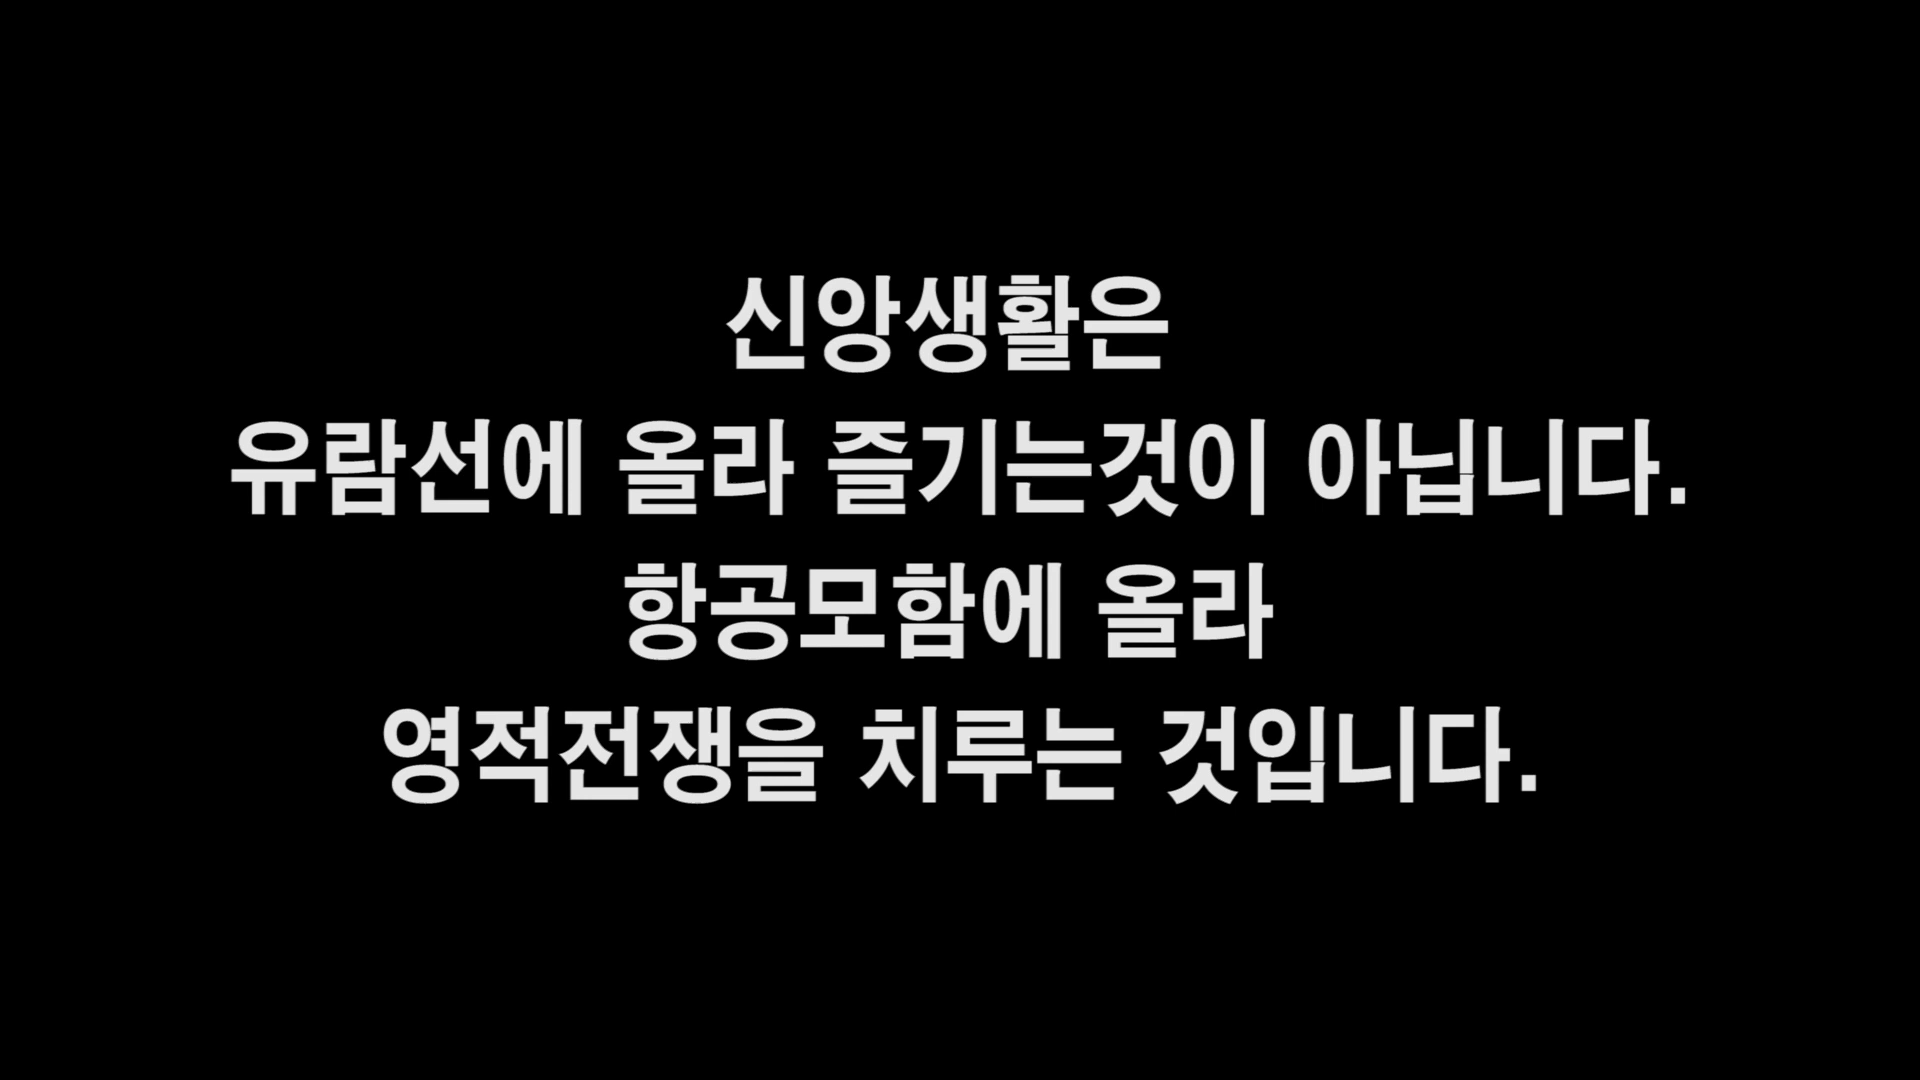 신앙생활은
유람선에 올라 즐기는것이 아닙니다.
항공모함에 올라
영적전쟁을 치루는 것입니다.